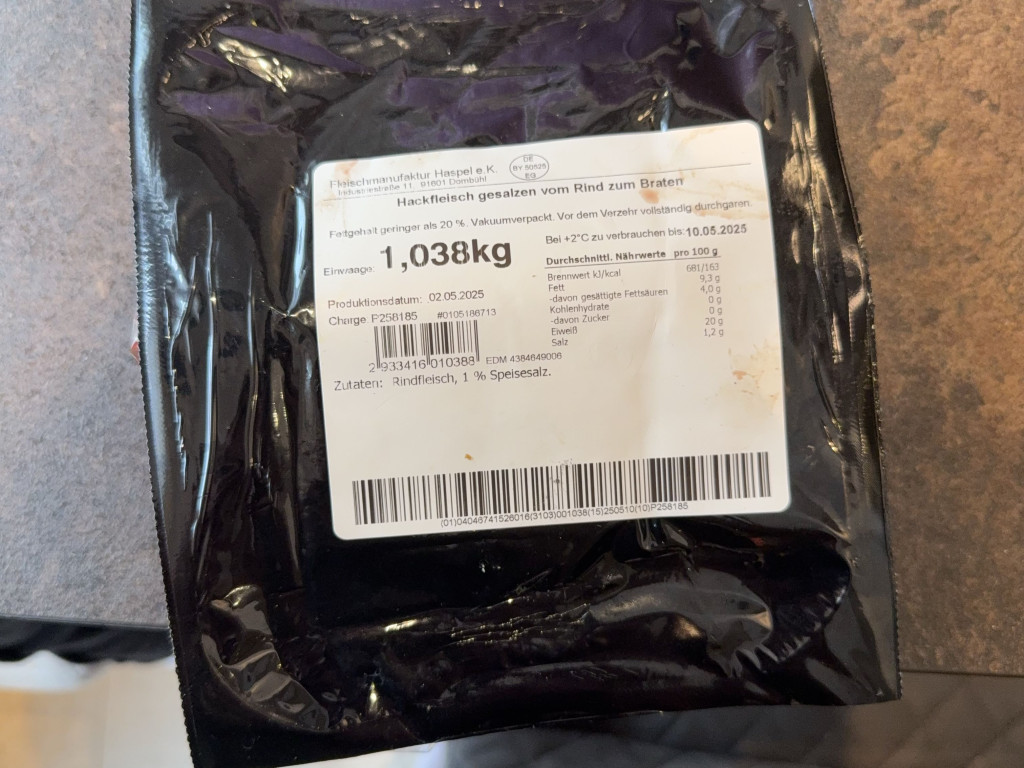 Fleischmanufaktur Haspel e.K.
DE
BY 50525
EG
Industriestraße 11, 91601 Dombühl
Hackfleisch gesalzen vom Rind zum Braten
Fettgehalt geringer als 20 %. Vakuumverpackt. Vor dem Verzehr vollständig durchgaren.
Einwaage: 1,038kg
Bei +2°C zu verbrauchen bis: 10.05.2025
Durchschnittl. Nährwerte pro 100 g
Brennwert kJ/kcal 681/163
Fett 9,3 g
-davon gesättigte Fettsäuren 4,0 g
Kohlenhydrate 0 g
-davon Zucker 0 g
Eiweiß 20 g
Salz 1,2 g
Produktionsdatum: 02.05.2025
Charge: P258185 #0105186713
2 933416 010388 EDM 4384849006
Zutaten: Rindfleisch, 1 % Speisesalz.
(01)04046741526016(3103)001038(15)250510(10)P258185